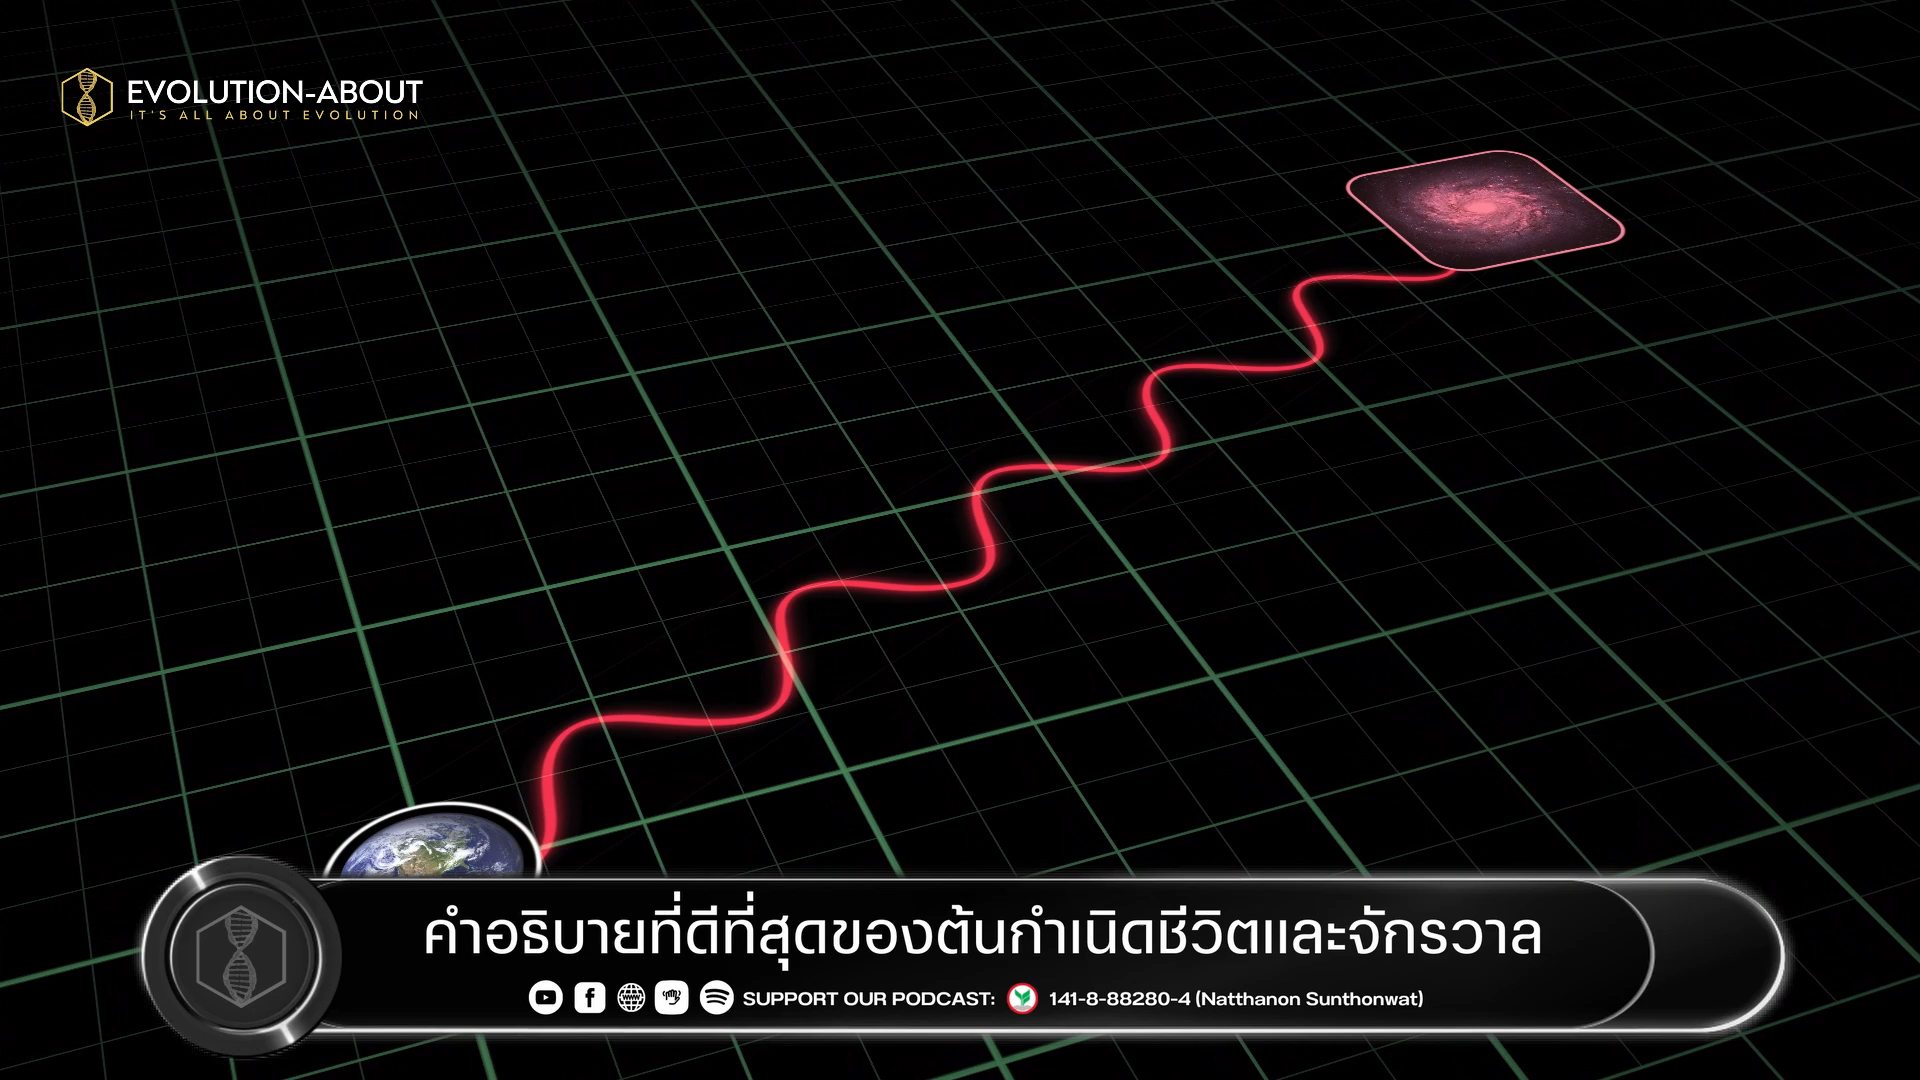 EVOLUTION-ABOUT
IT'S ALL ABOUT EVOLUTION
คำอธิบายที่ดีที่สุดของต้นกำเนิดชีวิตและจักรวาล
SUPPORT OUR PODCAST: 141-8-88280-4 (Natthanon Sunthonwat)